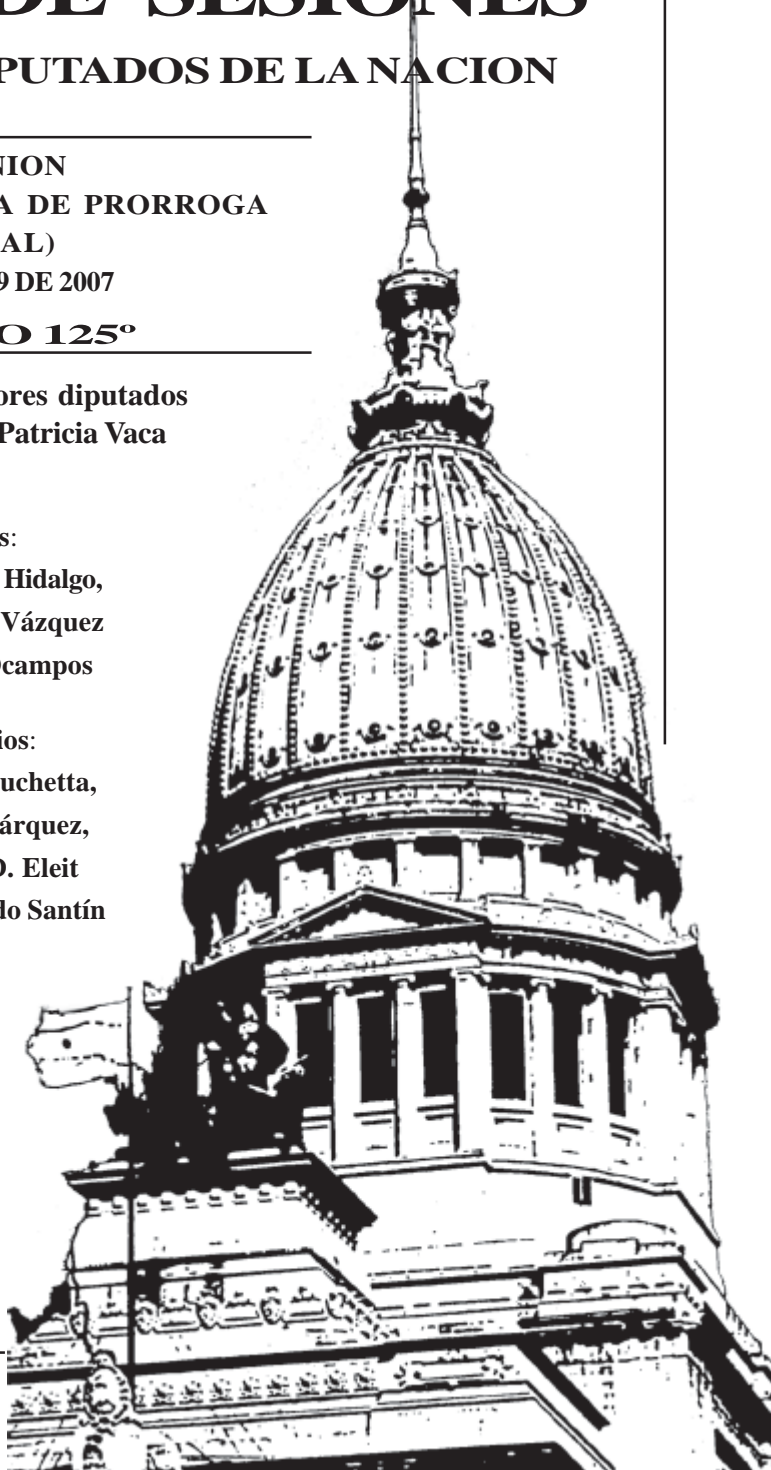 DE SESIONES
PUTADOS DE LA NACION
NION
A DE PRORROGA
AL)
9 DE 2007
O 125º
ores diputados
Patricia Vaca
s:
Hidalgo,
Vázquez
campos
ios:
uchetta,
árquez,
D. Eleit
do Santín